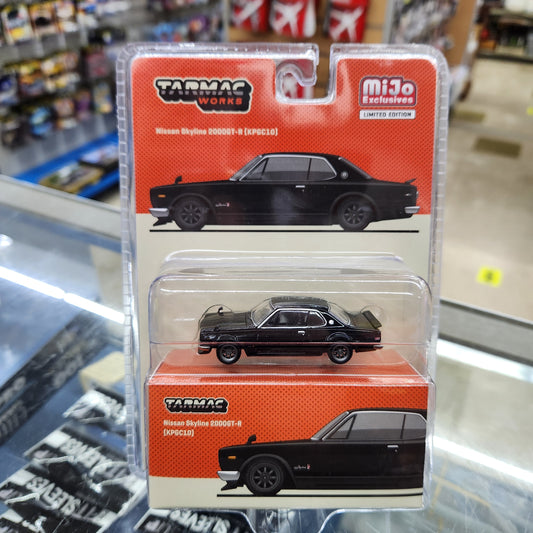 TARMAC
WORKS
MiJo
Exclusives
LIMITED EDITION
Nissan Skyline 2000GT-R (KPGC10)
TARMAC
Nissan Skyline 2000GT-R
(KPGC10)